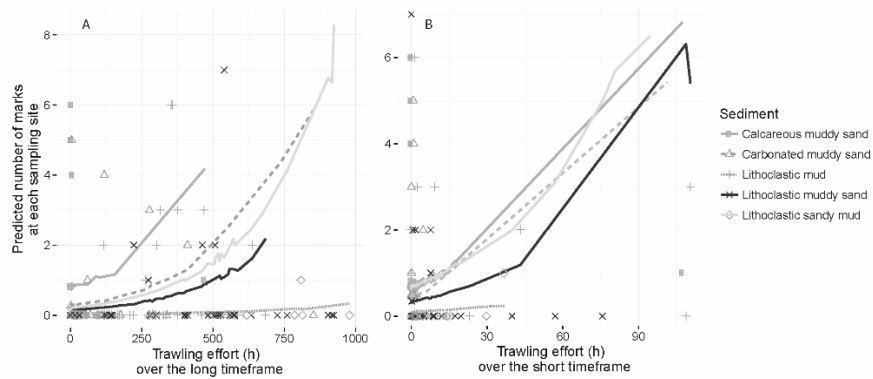 A
B
8
6
4
2
0
6
4
2
0
Predicted number of marks
at each sampling site
0
250
500
750
1000
0
30
60
90
Trawling effort (h)
over the long timeframe
Trawling effort (h)
over the short timeframe
Sediment
Calcareous muddy sand
Carbonated muddy sand
Lithoclastic mud
Lithoclastic muddy sand
Lithoclastic sandy mud